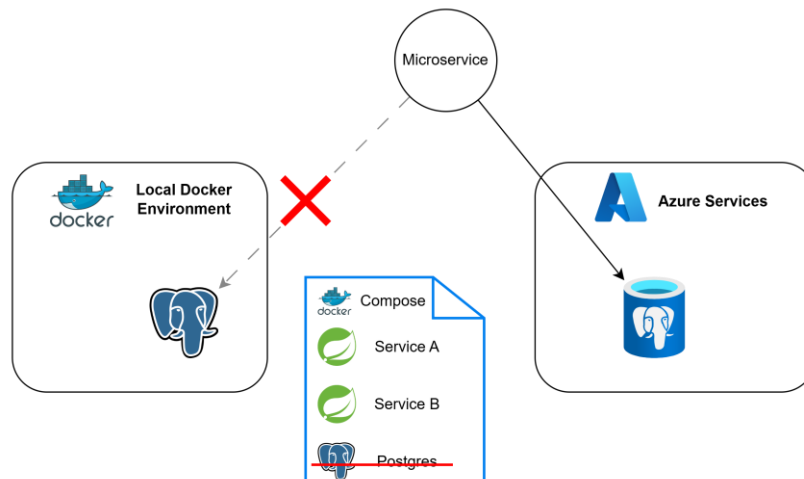 Microservice
docker
Local Docker
Environment
Azure Services
docker
Compose
Service A
Service B
Postgres